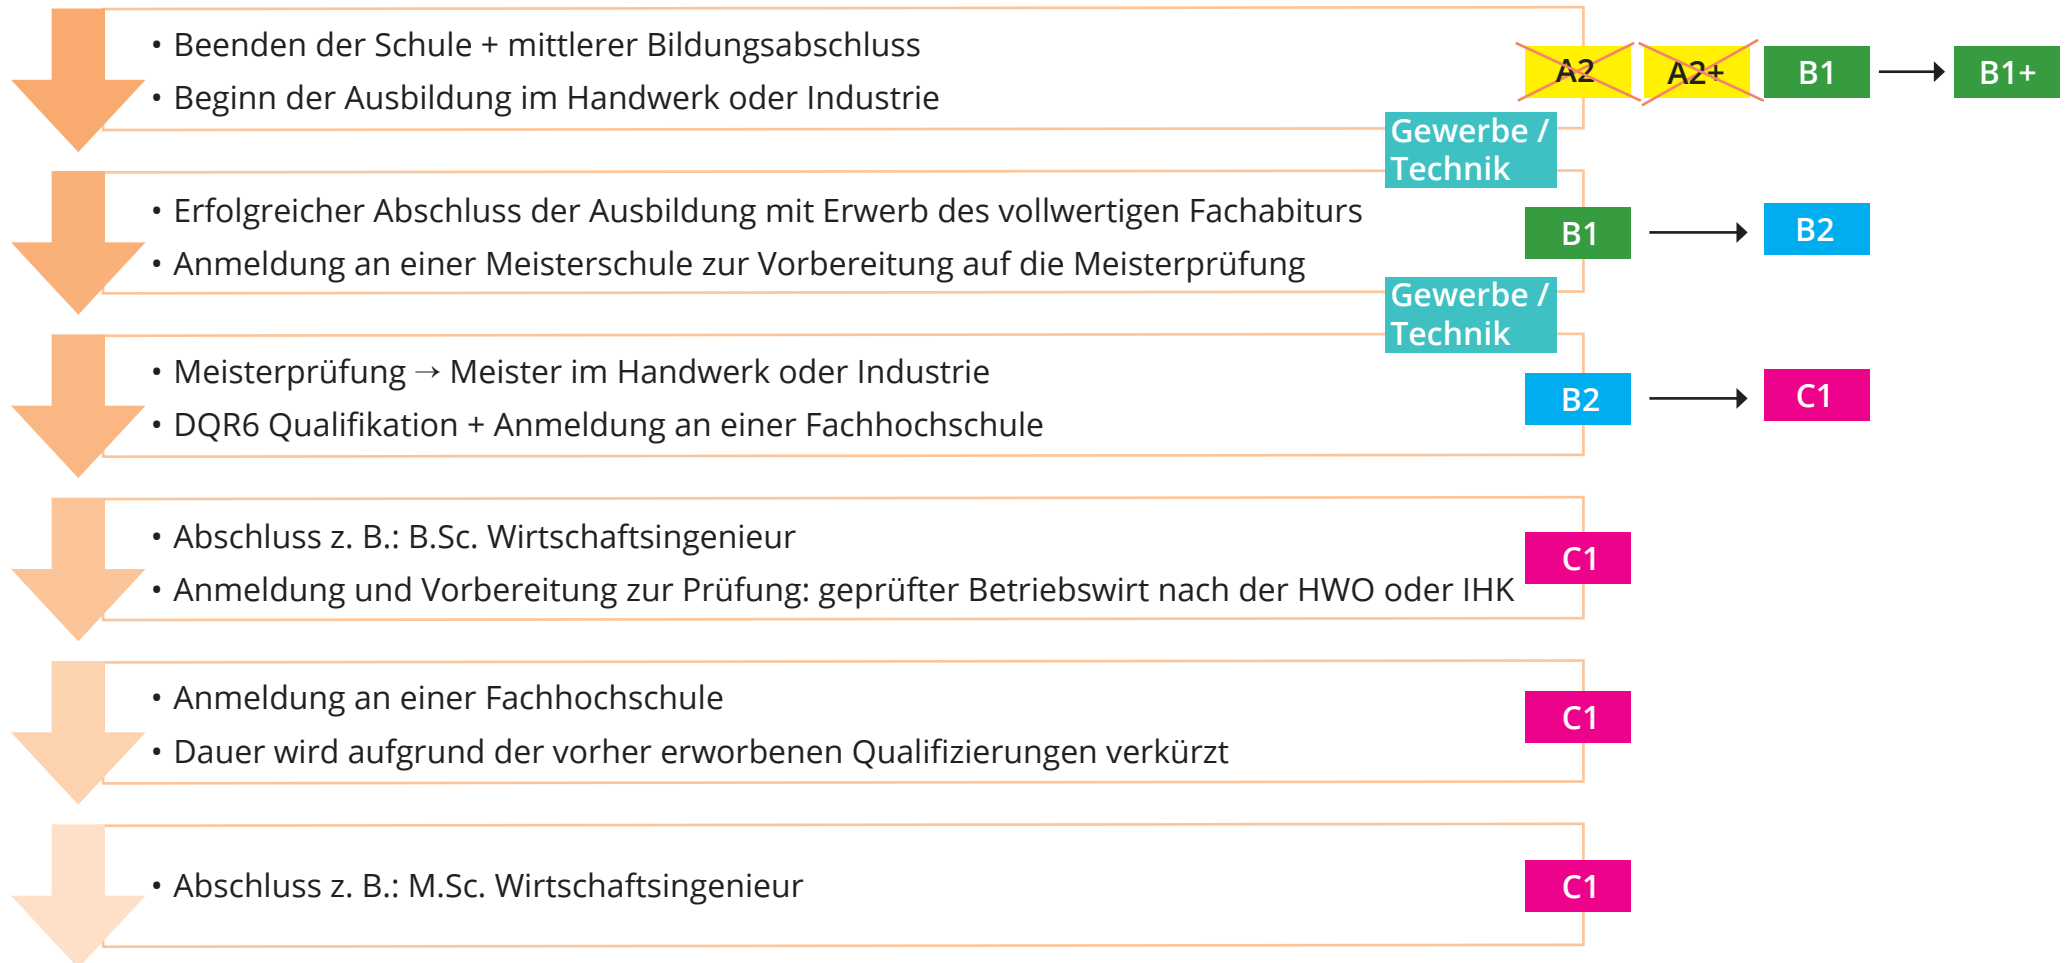 • Beenden der Schule + mittlerer Bildungsabschluss
• Beginn der Ausbildung im Handwerk oder Industrie
A2 A2+ B1 B1+
Gewerbe /
Technik
• Erfolgreicher Abschluss der Ausbildung mit Erwerb des vollwertigen Fachabiturs
• Anmeldung an einer Meisterschule zur Vorbereitung auf die Meisterprüfung
B1 B2
Gewerbe /
Technik
• Meisterprüfung → Meister im Handwerk oder Industrie
• DQR6 Qualifikation + Anmeldung an einer Fachhochschule
B2 C1
• Abschluss z. B.: B.Sc. Wirtschaftsingenieur
• Anmeldung und Vorbereitung zur Prüfung: geprüfter Betriebswirt nach der HWO oder IHK
C1
• Anmeldung an einer Fachhochschule
• Dauer wird aufgrund der vorher erworbenen Qualifizierungen verkürzt
C1
• Abschluss z. B.: M.Sc. Wirtschaftsingenieur
C1